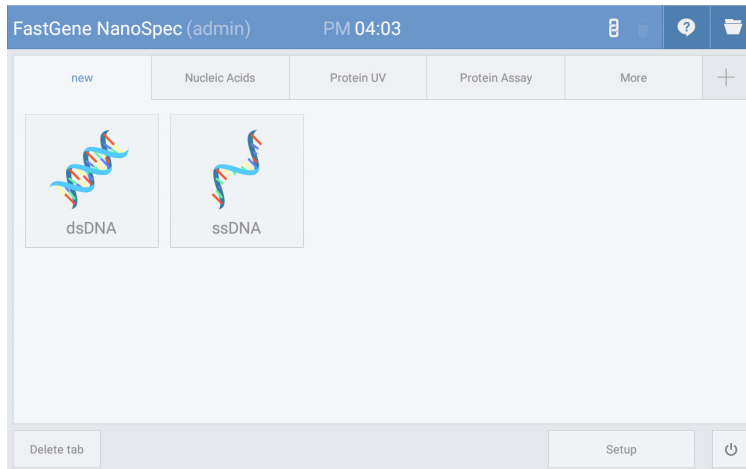 FastGene NanoSpec (admin) PM 04:03
new Nucleic Acids Protein UV Protein Assay More
dsDNA ssDNA
Delete tab Setup